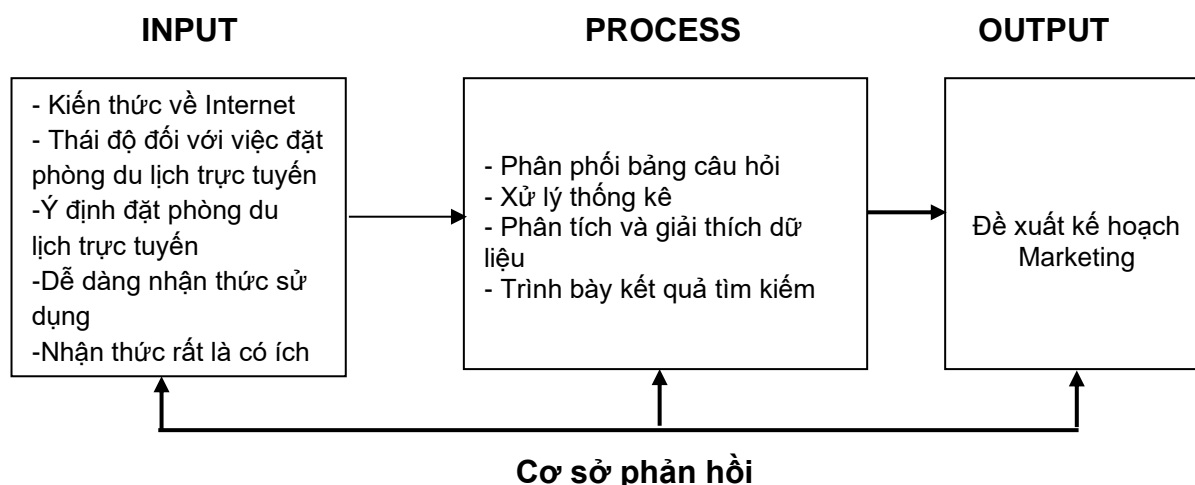 INPUT
PROCESS
OUTPUT
- Kiến thức về Internet
- Thái độ đối với việc đặt
phòng du lịch trực tuyến
-Ý định đặt phòng du
lịch trực tuyến
-Dễ dàng nhận thức sử
dụng
-Nhận thức rất là có ích
- Phân phối bảng câu hỏi
- Xử lý thống kê
- Phân tích và giải thích dữ
liệu
- Trình bày kết quả tìm kiếm
Đề xuất kế hoạch
Marketing
Cơ sở phản hồi